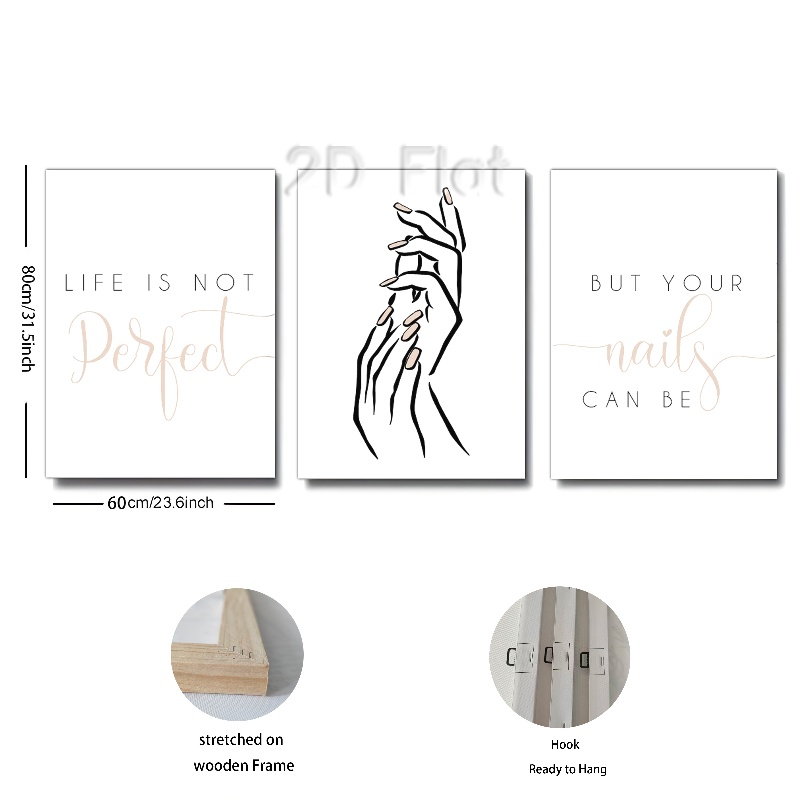 2D Flat
80cm/31.5inch
LIFE IS NOT
Perfect
BUT YOUR
nails
CAN BE
60cm/23.6inch
stretched on
wooden Frame
Hook
Ready to Hang